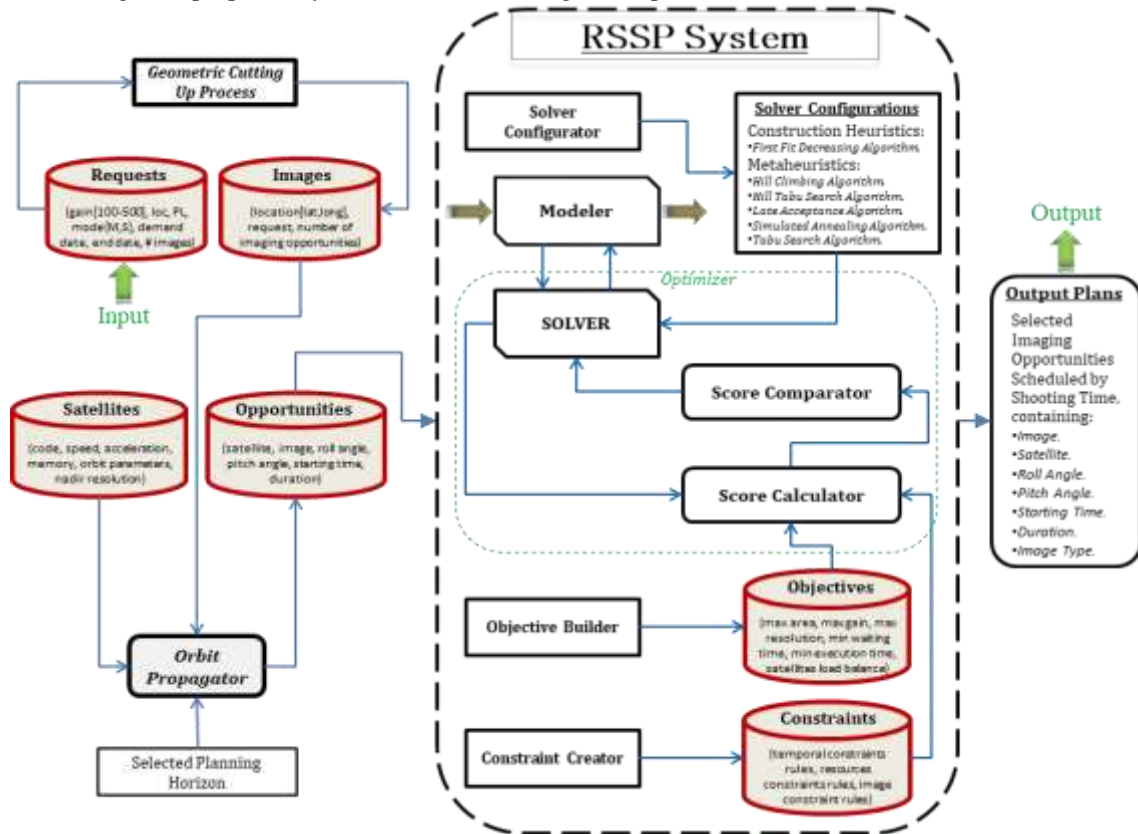 RSSP System
Geometric Cutting
Up Process
Requests
(gain[100-500], loc, PL,
mode(M,S), demand
date, end date, # images)
Images
(location[lat,long],
request, number of
imaging opportunities)
Input
Satellites
(code, speed, acceleration,
memory, orbit parameters,
nadir resolution)
Opportunities
(satellite, image, roll angle,
pitch angle, starting time,
duration)
Orbit
Propagator
Selected Planning
Horizon
Solver
Configurator
Solver Configurations
Construction Heuristics:
•First Fit Decreasing Algorithm.
Metaheuristics:
•Hill Climbing Algorithm.
•Hill Tabu Search Algorithm.
•Late Acceptance Algorithm.
•Simulated Annealing Algorithm.
•Tabu Search Algorithm.
Modeler
Optimizer
SOLVER
Score Comparator
Score Calculator
Objective Builder
Objectives
(max area, max gain, max
resolution, min waiting
time, min execution time,
satellites load balance)
Constraint Creator
Constraints
(temporal constraints
rules, resources
constraints rules, image
constraint rules)
Output
Output Plans
Selected
Imaging
Opportunities
Scheduled by
Shooting Time,
containing:
•Image.
•Satellite.
•Roll Angle.
•Pitch Angle.
•Starting Time.
•Duration.
•Image Type.